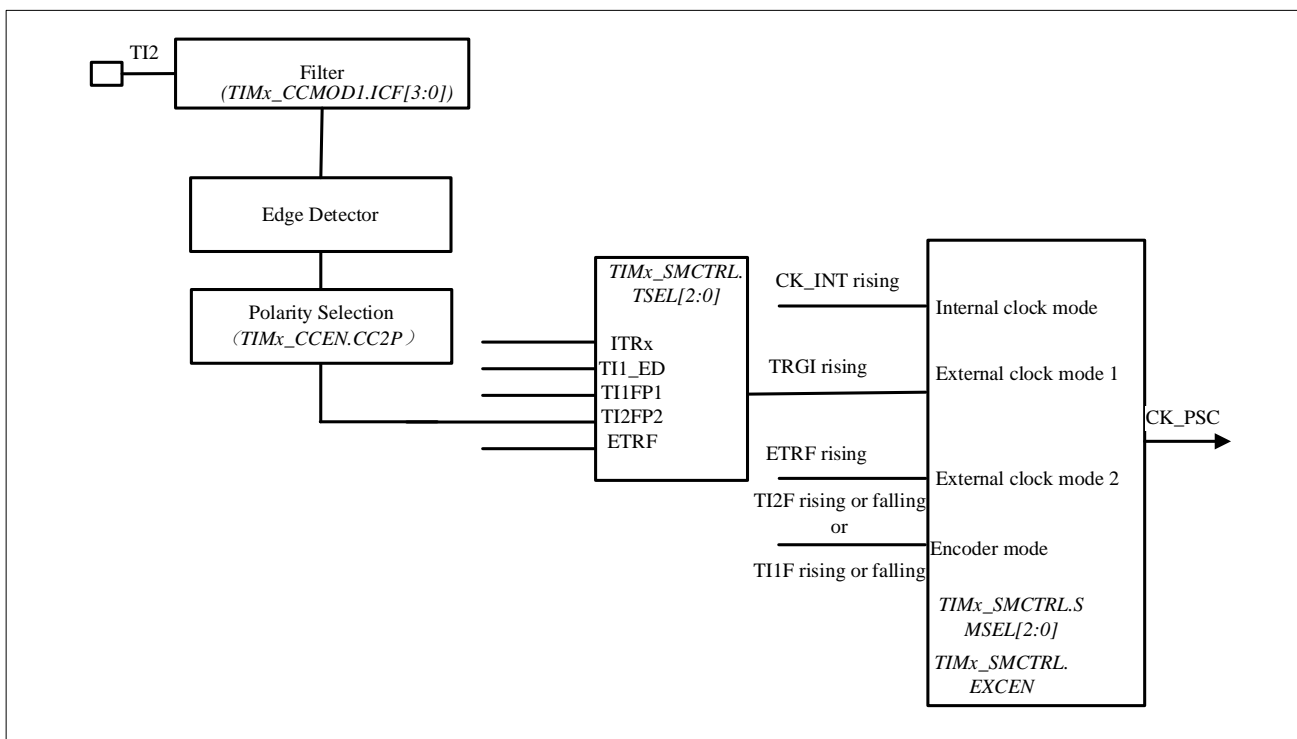 TI2
Filter
(TIMx_CCMOD1.ICF[3:0])
Edge Detector
Polarity Selection
（TIMx_CCEN.CC2P）
TIMx_SMCTRL.
TSEL[2:0]
ITRx
TI1_ED
TI1FP1
TI2FP2
ETRF
CK_INT rising
TRGI rising
ETRF rising
TI2F rising or falling
or
TI1F rising or falling
Internal clock mode
External clock mode 1
External clock mode 2
Encoder mode
TIMx_SMCTRL.S
MSEL[2:0]
TIMx_SMCTRL.
EXCEN
CK_PSC